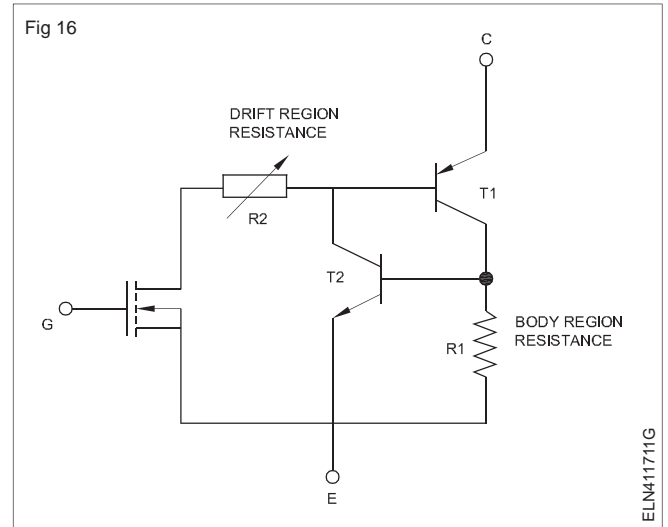 Fig 16
C
DRIFT REGION
RESISTANCE
T1
R2
T2
G
BODY REGION
RESISTANCE
R1
E
ELN411711G